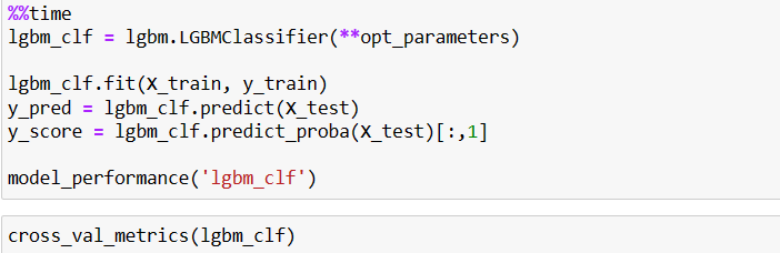 %%time
lgbm_clf = lgbm.LGBMClassifier(**opt_parameters)
lgbm_clf.fit(X_train, y_train)
y_pred = lgbm_clf.predict(X_test)
y_score = lgbm_clf.predict_proba(X_test)[:,1]
model_performance('lgbm_clf')
cross_val_metrics(lgbm_clf)